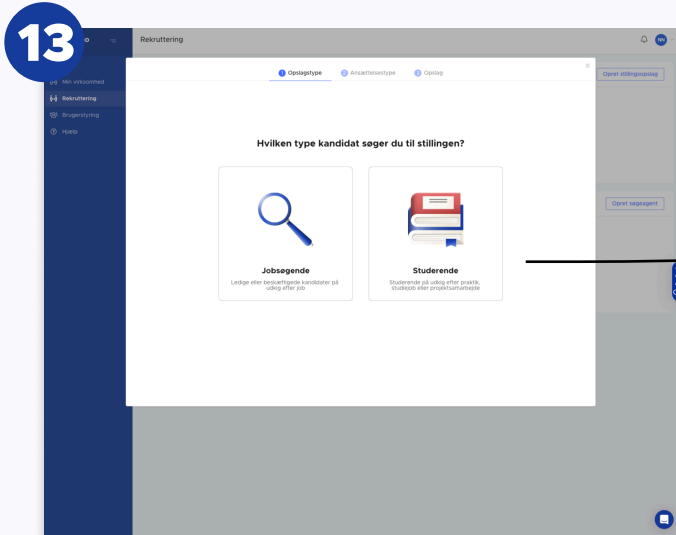 13
Rekruttering
NN
Min virksomhed
Rekruttering
Brugerstyring
Hjælp
1 Opslagstype
2 Ansættelsestype
3 Opslag
Opret stillingsopslag
Hvilken type kandidat søger du til stillingen?
Opret søgeagent
Jobsøgende
Ledige eller beskæftigede kandidater på
udkig efter job
Studerende
Studerende på udkig efter praktik,
studiejob eller projektsamarbejde